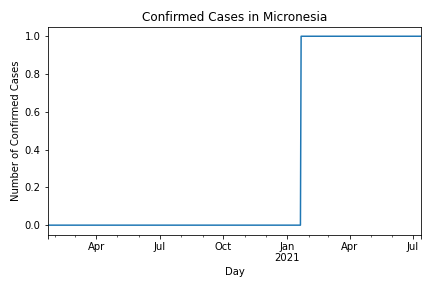 Confirmed Cases in Micronesia
1.0
0.8
0.6
0.4
0.2
0.0
Number of Confirmed Cases
Apr Jul Oct Jan Apr Jul
2021
Day